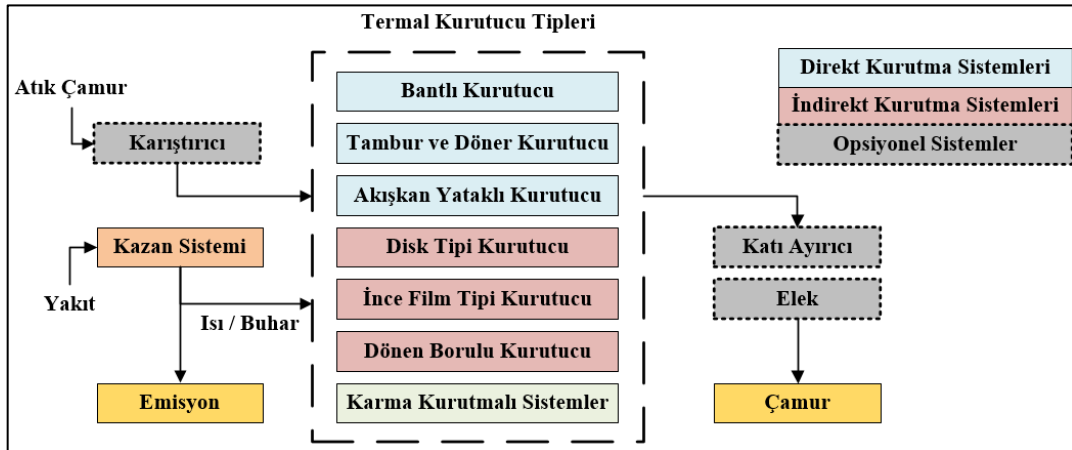 Termal Kurutucu Tipleri
Atık Çamur
Karıştırıcı
Kazan Sistemi
Yakıt
Isı / Buhar
Emisyon
Bantlı Kurutucu
Tambur ve Döner Kurutucu
Akışkan Yataklı Kurutucu
Disk Tipi Kurutucu
İnce Film Tipi Kurutucu
Dönen Borulu Kurutucu
Karma Kurutmalı Sistemler
Direkt Kurutma Sistemleri
İndirekt Kurutma Sistemleri
Opsiyonel Sistemler
Katı Ayırıcı
Elek
Çamur